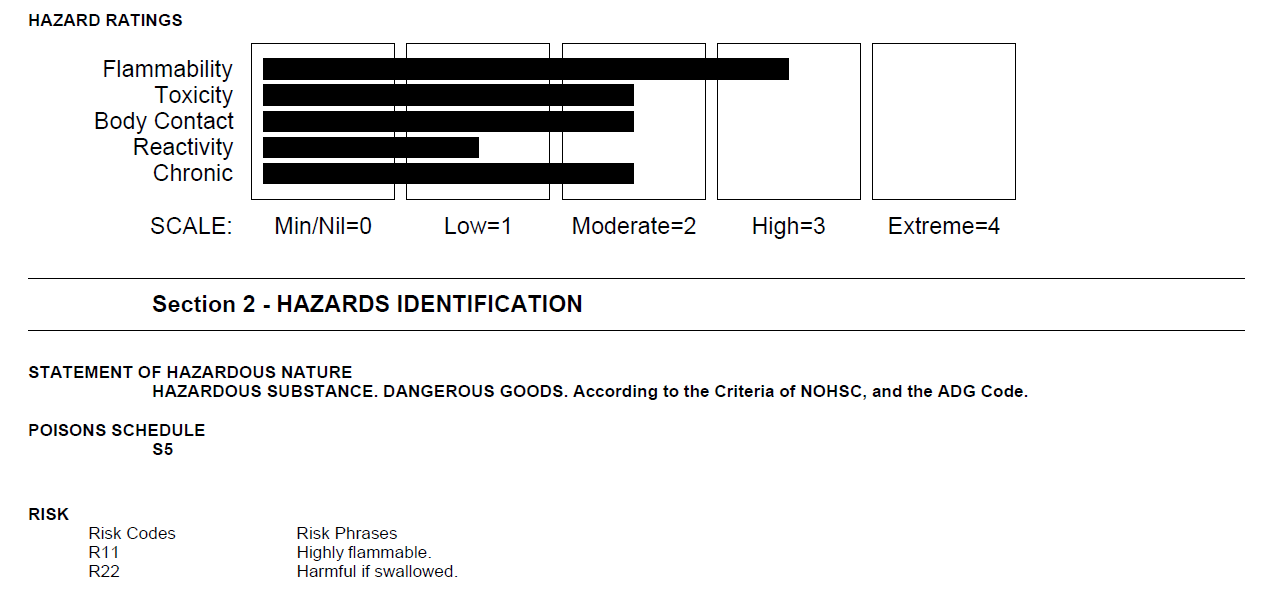 HAZARD RATINGS
Flammability
Toxicity
Body Contact
Reactivity
Chronic
SCALE: Min/Nil=0 Low=1 Moderate=2 High=3 Extreme=4
Section 2 - HAZARDS IDENTIFICATION
STATEMENT OF HAZARDOUS NATURE
HAZARDOUS SUBSTANCE. DANGEROUS GOODS. According to the Criteria of NOHSC, and the ADG Code.
POISONS SCHEDULE
S5
RISK
Risk Codes Risk Phrases
R11 Highly flammable.
R22 Harmful if swallowed.